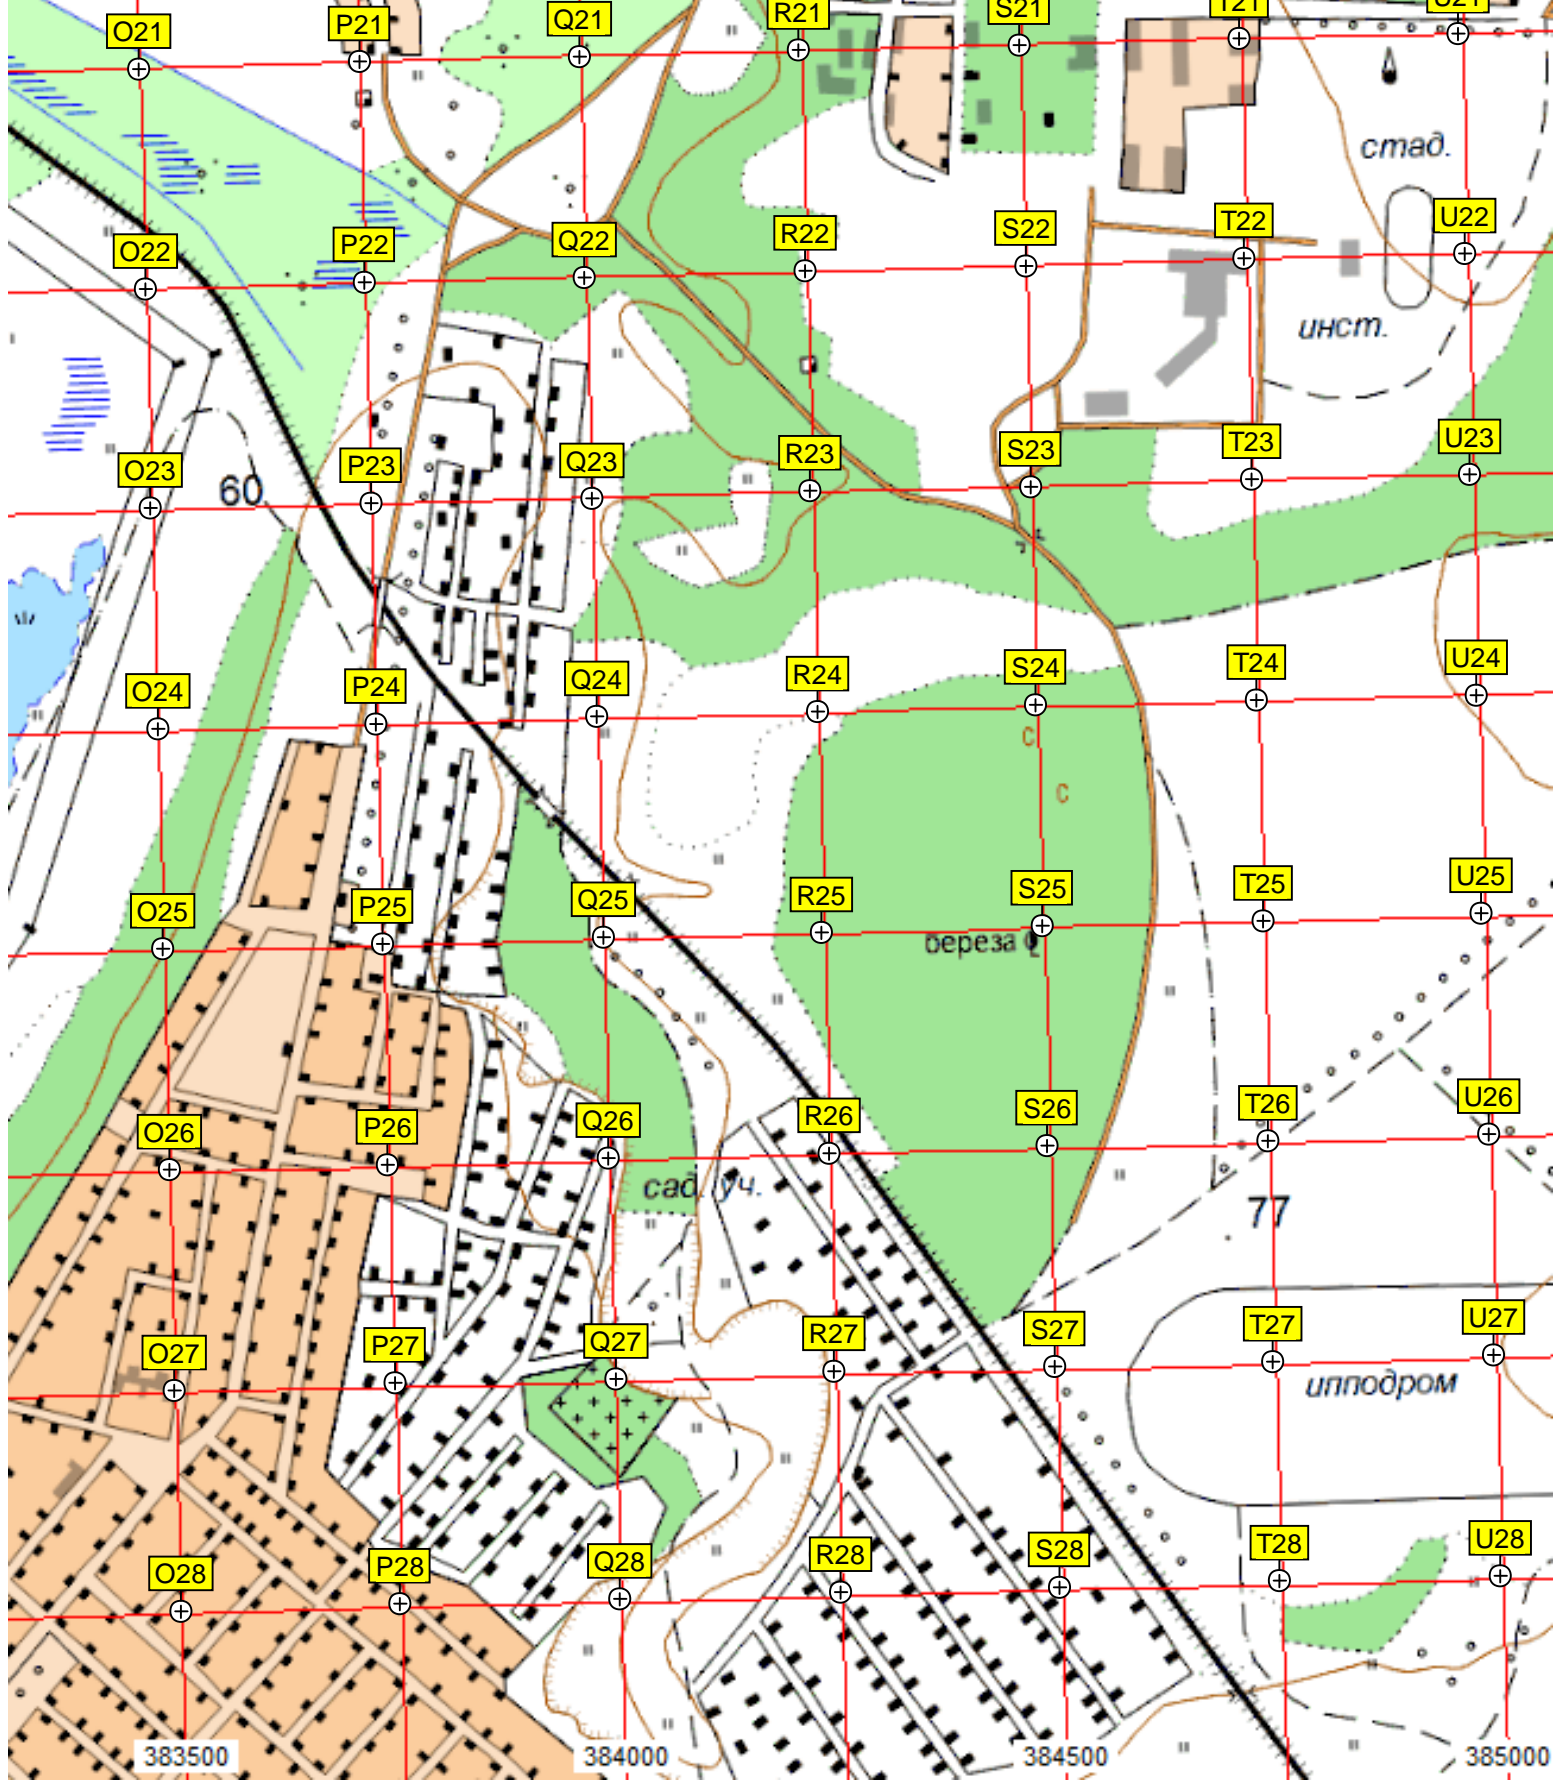 O21 P21 Q21 R21 S21 T21 U21
стад.
O22 P22 Q22 R22 S22 T22 U22
инст.
O23 P23 Q23 R23 S23 T23 U23
60
O24 P24 Q24 R24 S24 T24 U24
С
С
O25 P25 Q25 R25 S25 T25 U25
береза
O26 P26 Q26 R26 S26 T26 U26
сад. уч.
77
O27 P27 Q27 R27 S27 T27 U27
ипподром
O28 P28 Q28 R28 S28 T28 U28
383500 384000 384500 385000